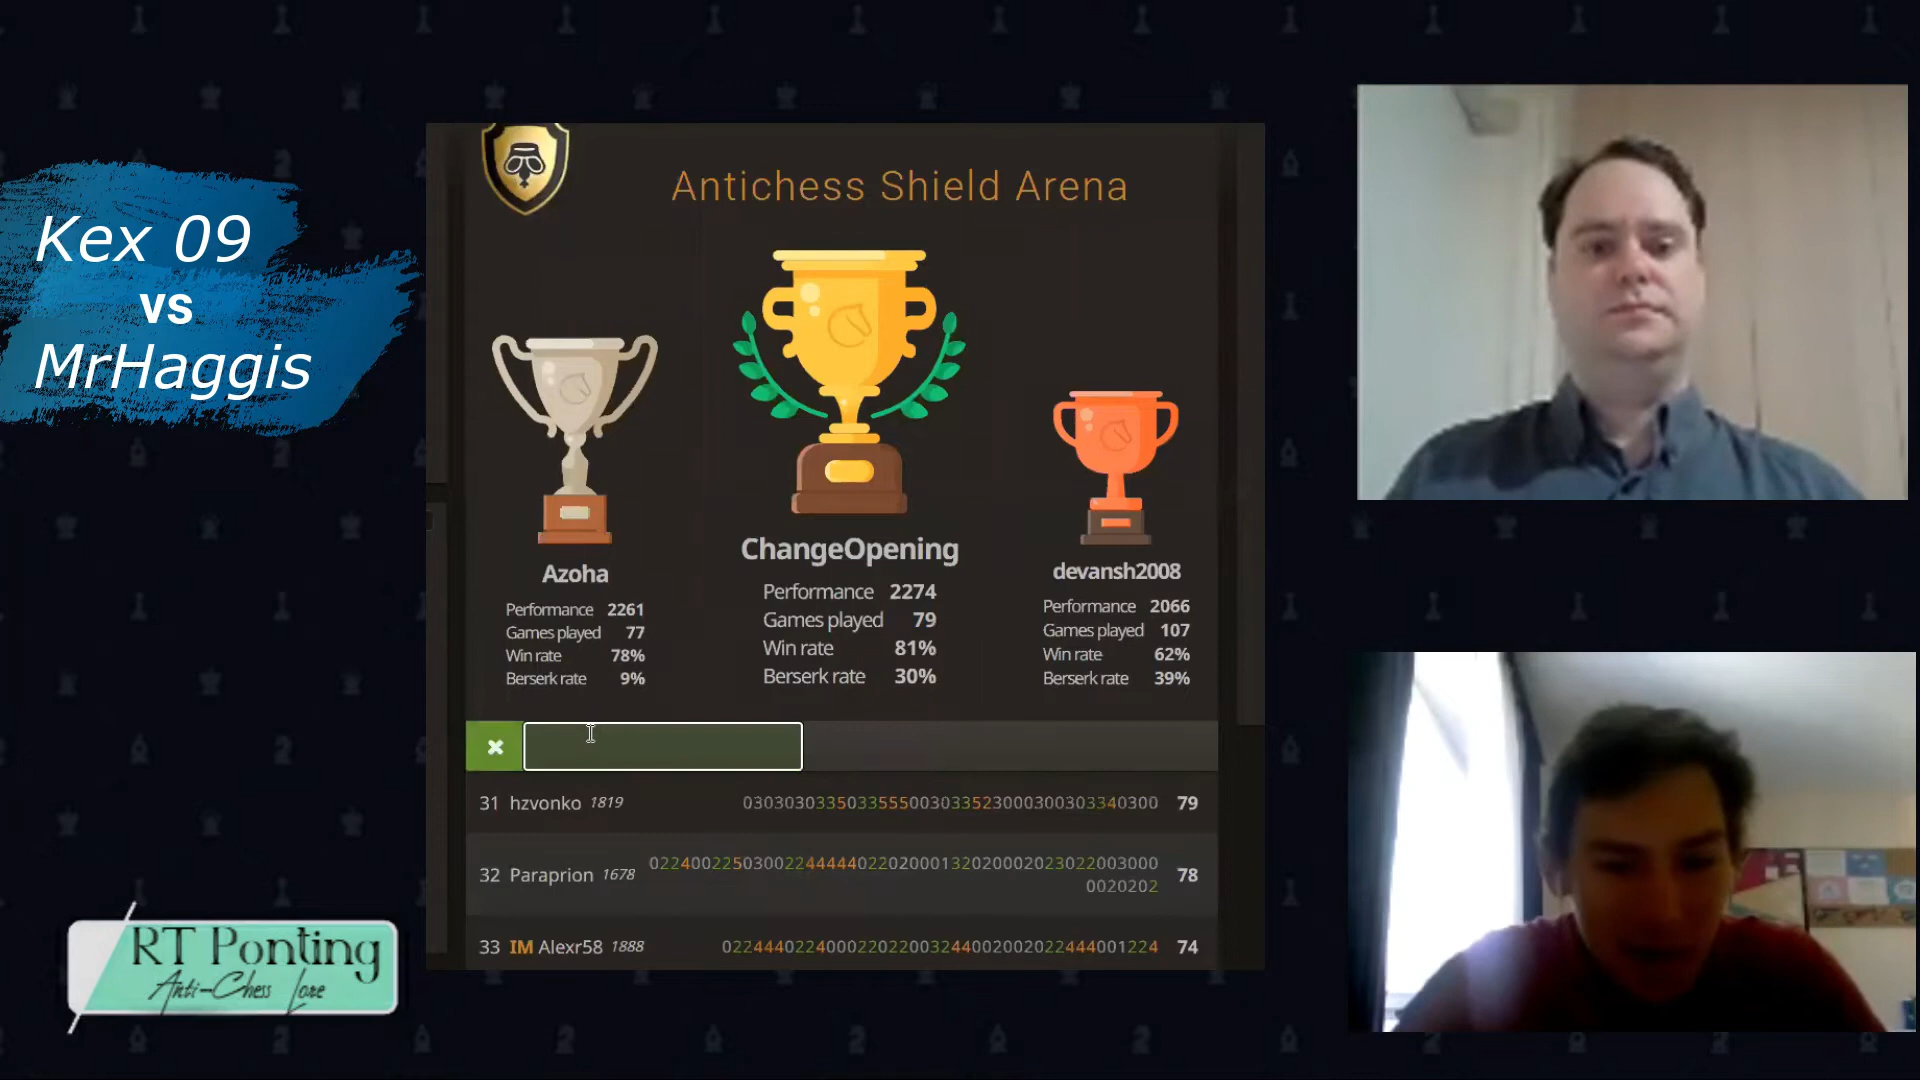 Kex 09
vs
MrHaggis
RT Ponting
Anti-Chess Lore
Antichess Shield Arena
Azoha
Performance 2261
Games played 77
Win rate 78%
Berserk rate 9%
ChangeOpening
Performance 2274
Games played 79
Win rate 81%
Berserk rate 30%
devansh2008
Performance 2066
Games played 107
Win rate 62%
Berserk rate 39%
31 hzvonko 1819 0303030335033555003033523000300303340300 79
32 Paraprion 1678 0224002250300224444402202000132020002023022003000
0020202 78
33 IM Alexr58 1888 022444022400022022003244002002022444001224 74